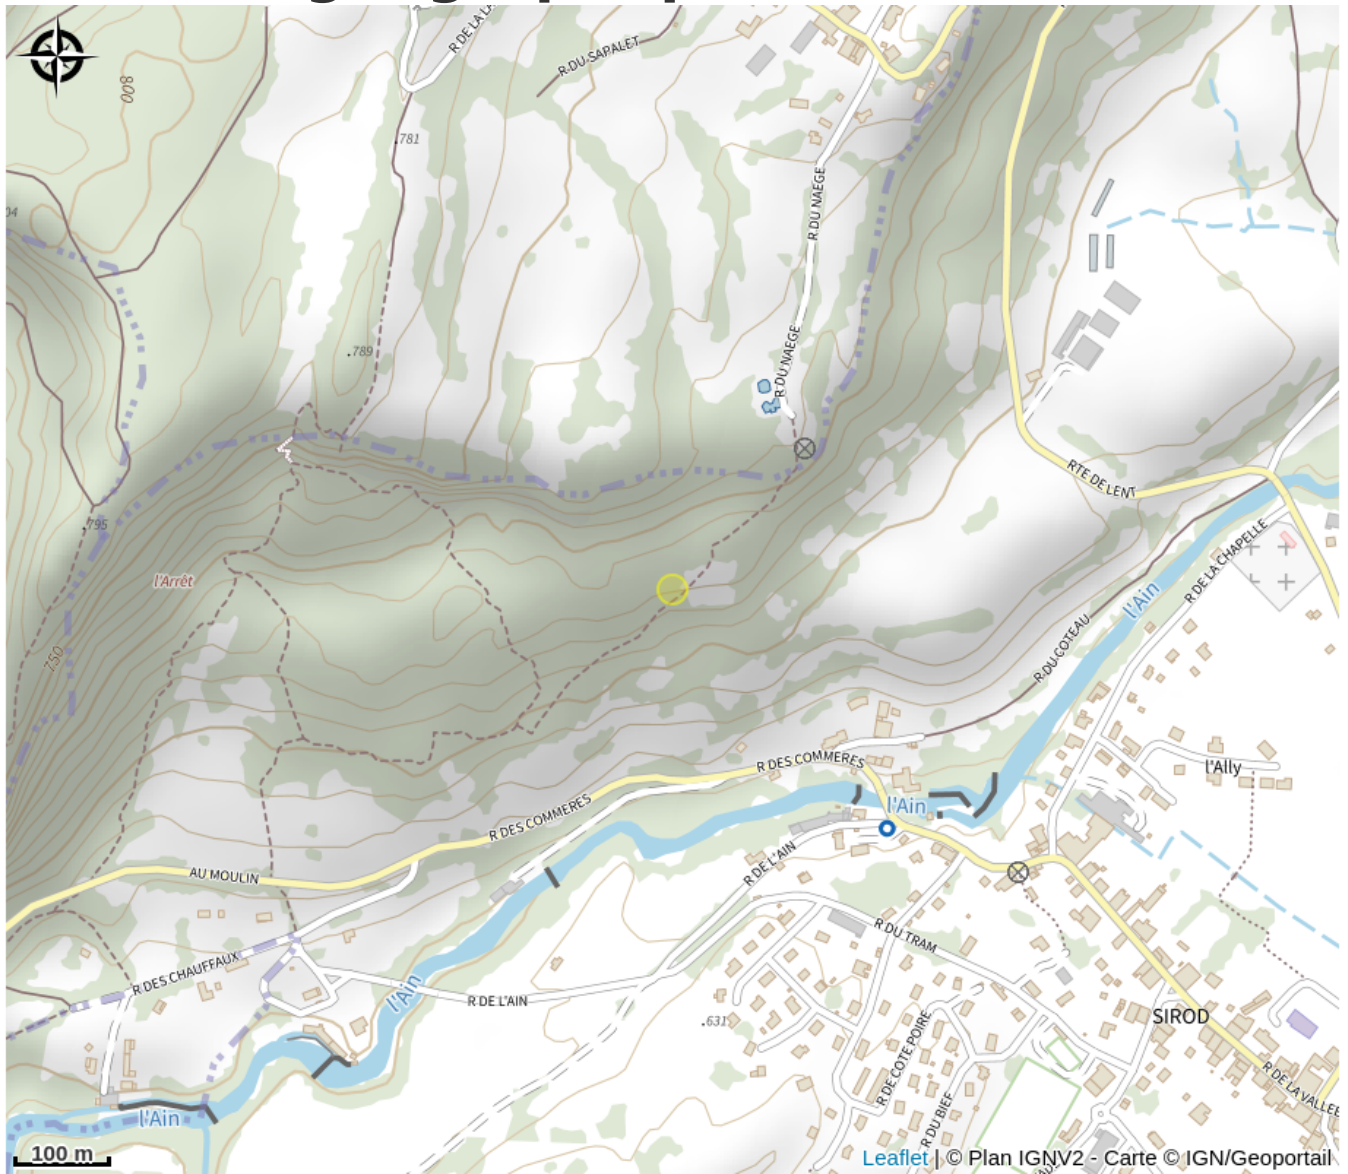 R DE LA LA
R DU SAPALET
800
781
R DU NAEGE
04
789
R DU NAEGE
RTE DE LENT
795
R DE LA CHAPELLE
l'Arrêt
l'Ain
750
R DU COTEAU
R DES COMMERES
l'Ally
l'Ain
R DES COMMERES
R DE L'AIN
AU MOULIN
R DU TRAM
R DES CHAUFFAUX
l'Ain
R DE L'AIN
631
SIROD
R DE COTE POIRE
R DE LA VALLEE
R DU BIEF
l'Ain
100 m
Leaflet | © Plan IGNV2 - Carte © IGN/Geoportail